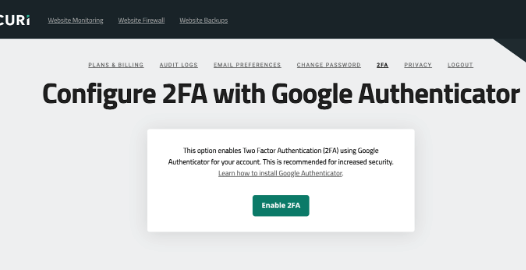 CURi Website Monitoring Website Firewall Website Backups
PLANS & BILLING AUDIT LOGS EMAIL PREFERENCES CHANGE PASSWORD 2FA PRIVACY LOGOUT
Configure 2FA with Google Authenticator
This option enables Two Factor Authentication (2FA) using Google
Authenticator for your account. This is recommended for increased security.
Learn how to install Google Authenticator.
Enable 2FA